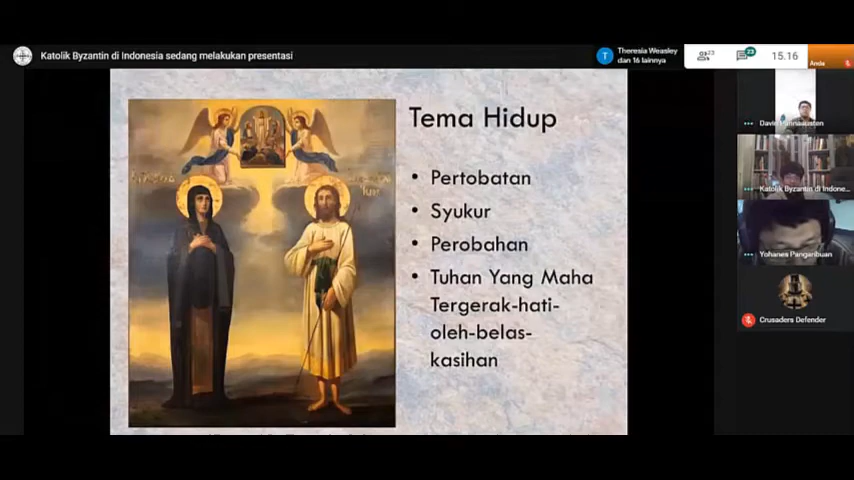 Katolik Byzantin di Indonesia sedang melakukan presentasi
T
Theresia Weasley
dan 16 lainnya
23
23
15.16
Anda
Tema Hidup
• Pertobatan
• Syukur
• Perobahan
• Tuhan Yang Maha
Tergerak-hati-
oleh-belas-
kasihan
Katolik Byzantin di Indone...
Yohanes Pangaribuan
Crusaders Defender